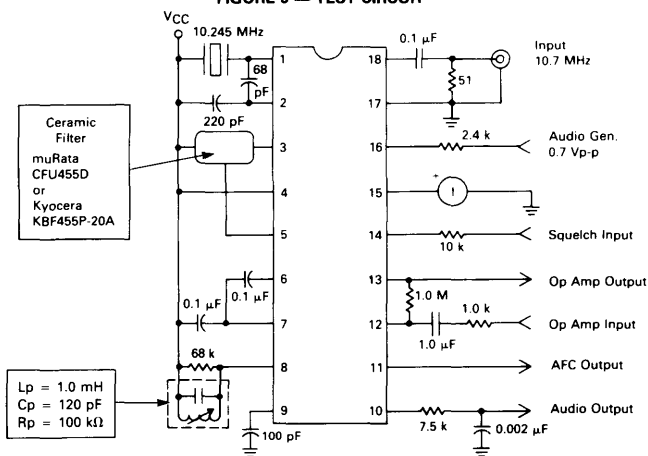 FIGURE 3 — TEST CIRCUIT
VCC
10.245 MHz
68
pF
220 pF
Ceramic
Filter
muRata
CFU455D
or
Kyocera
KBF455P-20A
0.1 μF
0.1 μF
68 k
Lp = 1.0 mH
Cp = 120 pF
Rp = 100 kΩ
100 pF
1
2
3
4
5
6
7
8
9
18
17
16
15
14
13
12
11
10
0.1 μF
51
Input
10.7 MHz
2.4 k
Audio Gen.
0.7 Vp-p
+
I
10 k
Squelch Input
1.0 M
Op Amp Output
1.0 k
1.0 μF
Op Amp Input
AFC Output
7.5 k
0.002 μF
Audio Output